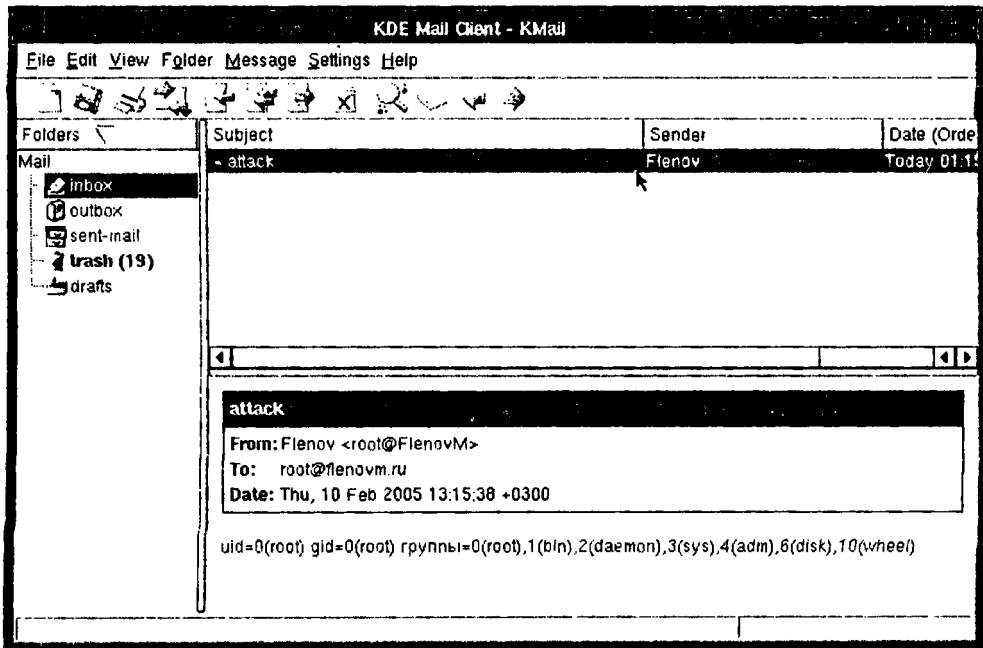 KDE Mail Client - KMail
File Edit View Folder Message Settings Help
Folders
Subject
Sender
Date (Orde
Mail
- attack
Flenov
Today 01:15
inbox
outbox
sent-mail
trash (19)
drafts
attack
From: Flenov <root@FlenovM>
To: root@flenovm.ru
Date: Thu, 10 Feb 2005 13:15:38 +0300
uid=0(root) gid=0(root) группы=0(root),1(bin),2(daemon),3(sys),4(adm),6(disk),10(wheel)